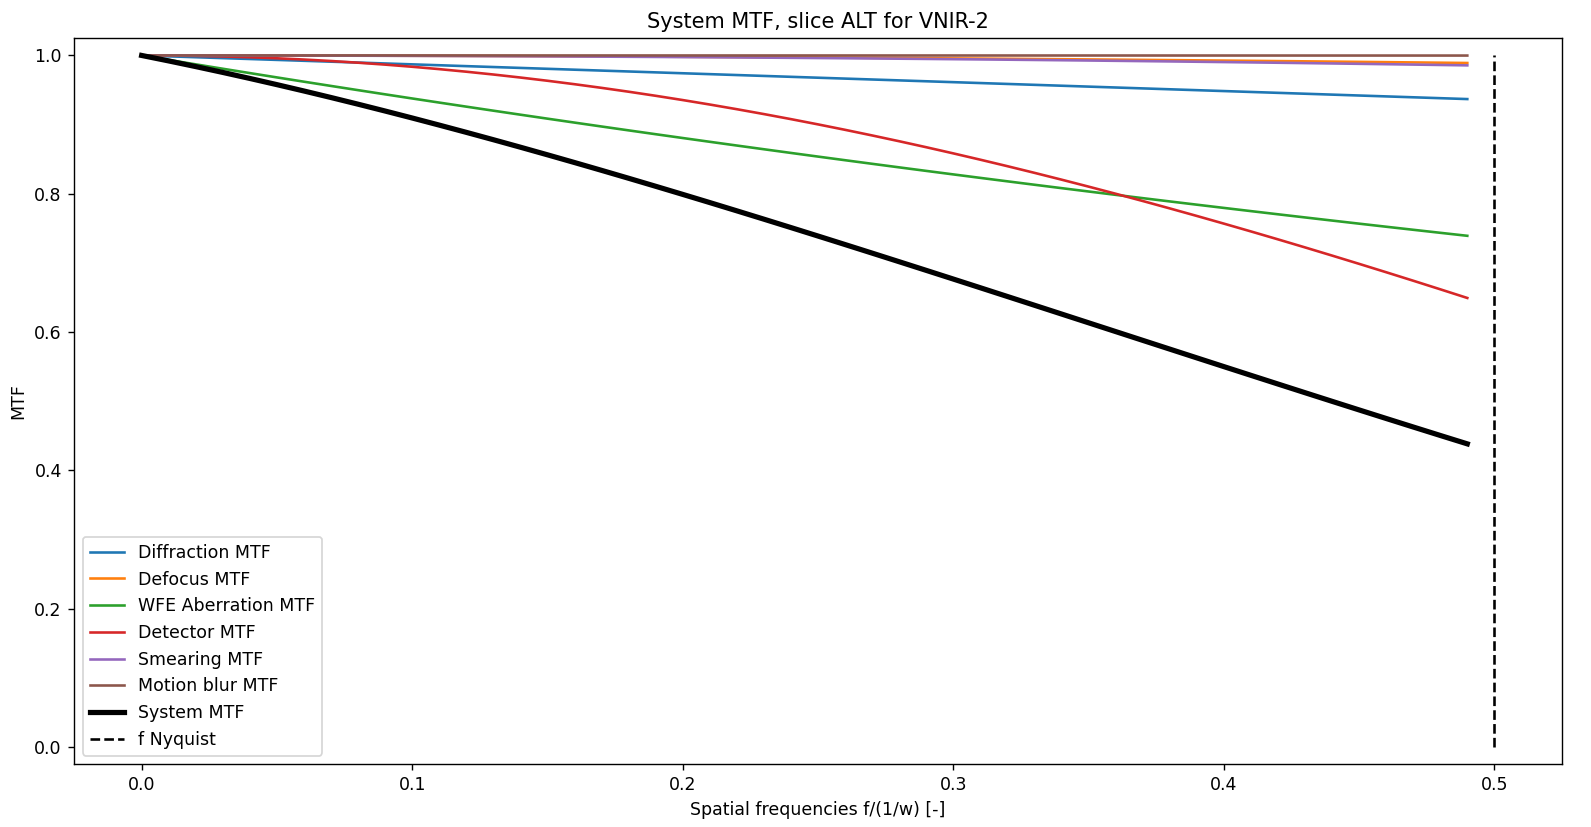 System MTF, slice ALT for VNIR-2
MTF
1.0
0.8
0.6
0.4
0.2
0.0
Diffraction MTF
Defocus MTF
WFE Aberration MTF
Detector MTF
Smearing MTF
Motion blur MTF
System MTF
f Nyquist
0.0 0.1 0.2 0.3 0.4 0.5
Spatial frequencies f/(1/w) [-]